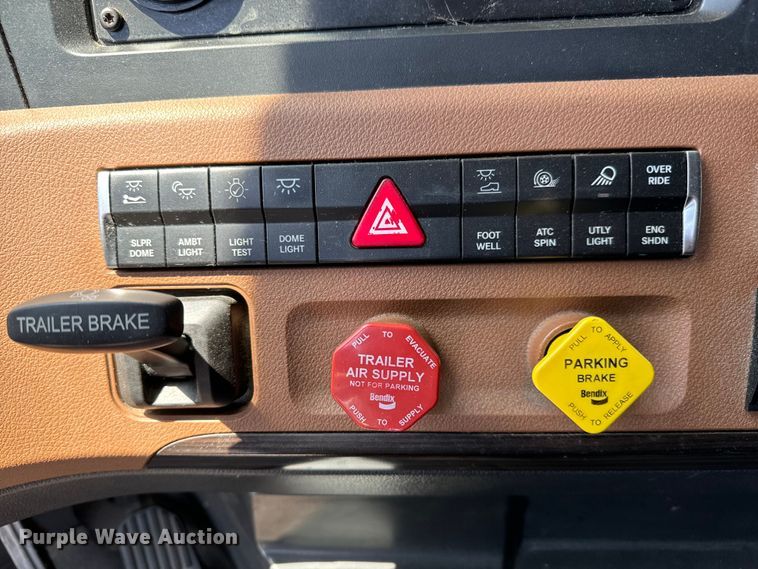 SLPR
DOME
AMBT
LIGHT
LIGHT
TEST
DOME
LIGHT
FOOT
WELL
ATC
SPIN
UTLY
LIGHT
OVER
RIDE
ENG
SHDN
TRAILER BRAKE
PULL TO EVACUATE
TRAILER
AIR SUPPLY
NOT FOR PARKING
Bendix
PUSH TO SUPPLY
PULL TO APPLY
PARKING
BRAKE
Bendix
PUSH TO RELEASE
Purple Wave Auction